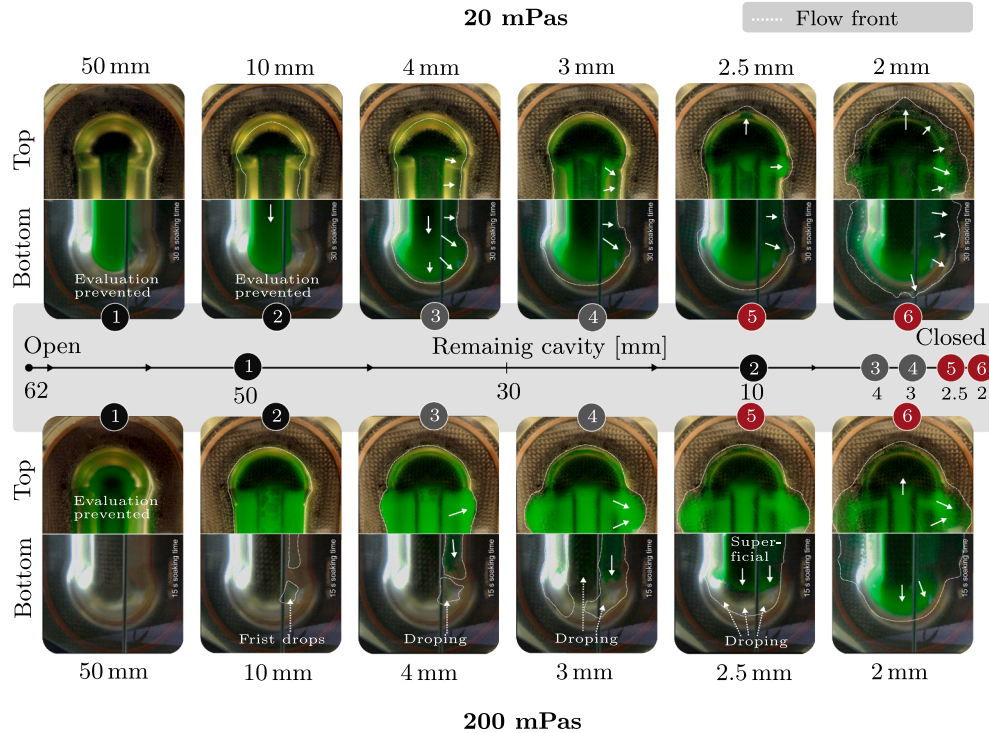 20 mPas
Flow front
50 mm 10 mm 4 mm 3 mm 2.5 mm 2 mm
Top
Bottom
30 s soaking time
30 s soaking time
30 s soaking time
30 s soaking time
30 s soaking time
30 s soaking time
Evaluation
prevented
Evaluation
prevented
1 2 3 4 5 6
Open
Remainig cavity [mm]
Closed
1 2 3 4 5 6
62 50 30 10 4 3 2.5 2
1 2 3 4 5 6
Top
Bottom
Evaluation
prevented
15 s soaking time
15 s soaking time
15 s soaking time
15 s soaking time
15 s soaking time
15 s soaking time
Super-
ficial
Frist drops
Droping
Droping
Droping
50 mm 10 mm 4 mm 3 mm 2.5 mm 2 mm
200 mPas